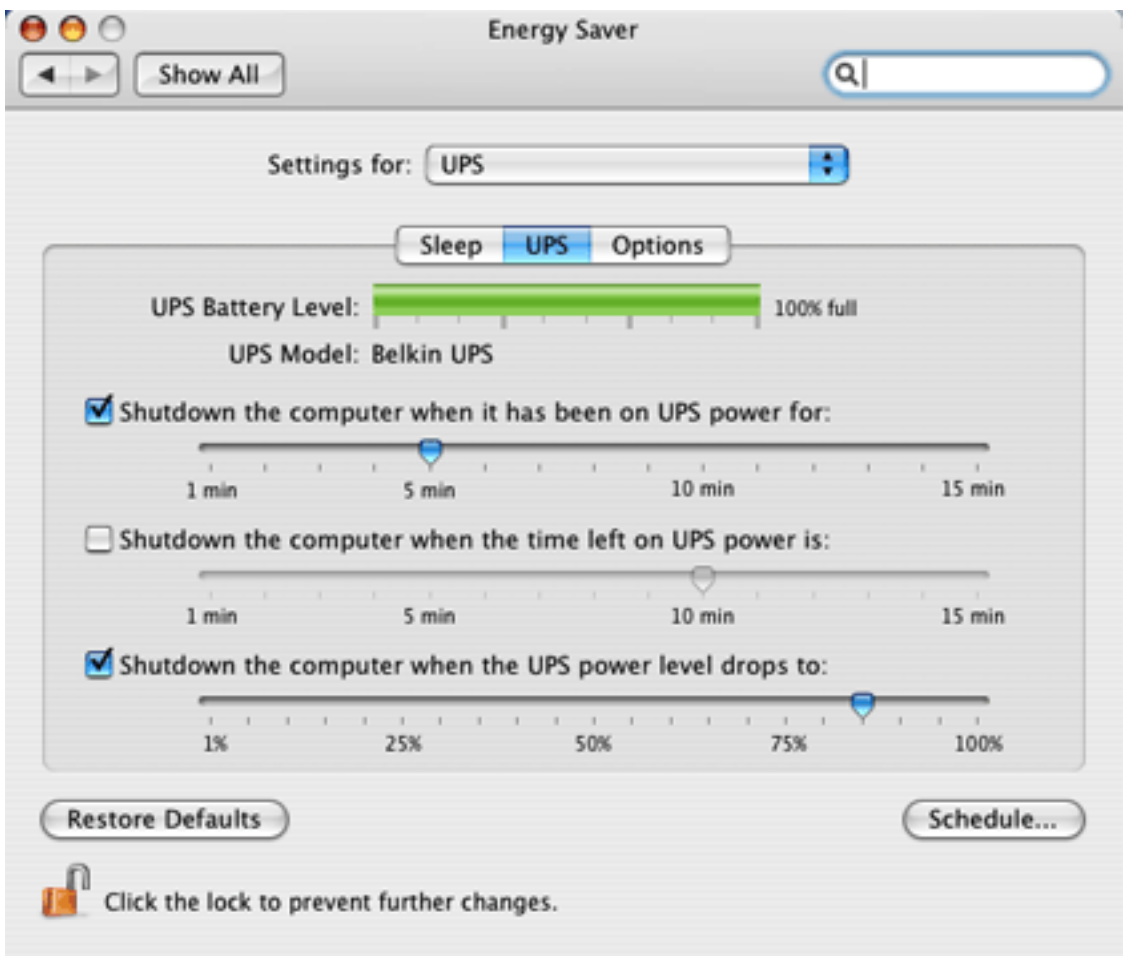 Energy Saver
Show All
Settings for: UPS
Sleep UPS Options
UPS Battery Level: 100% full
UPS Model: Belkin UPS
Shutdown the computer when it has been on UPS power for:
1 min 5 min 10 min 15 min
Shutdown the computer when the time left on UPS power is:
1 min 5 min 10 min 15 min
Shutdown the computer when the UPS power level drops to:
1% 25% 50% 75% 100%
Restore Defaults Schedule...
Click the lock to prevent further changes.